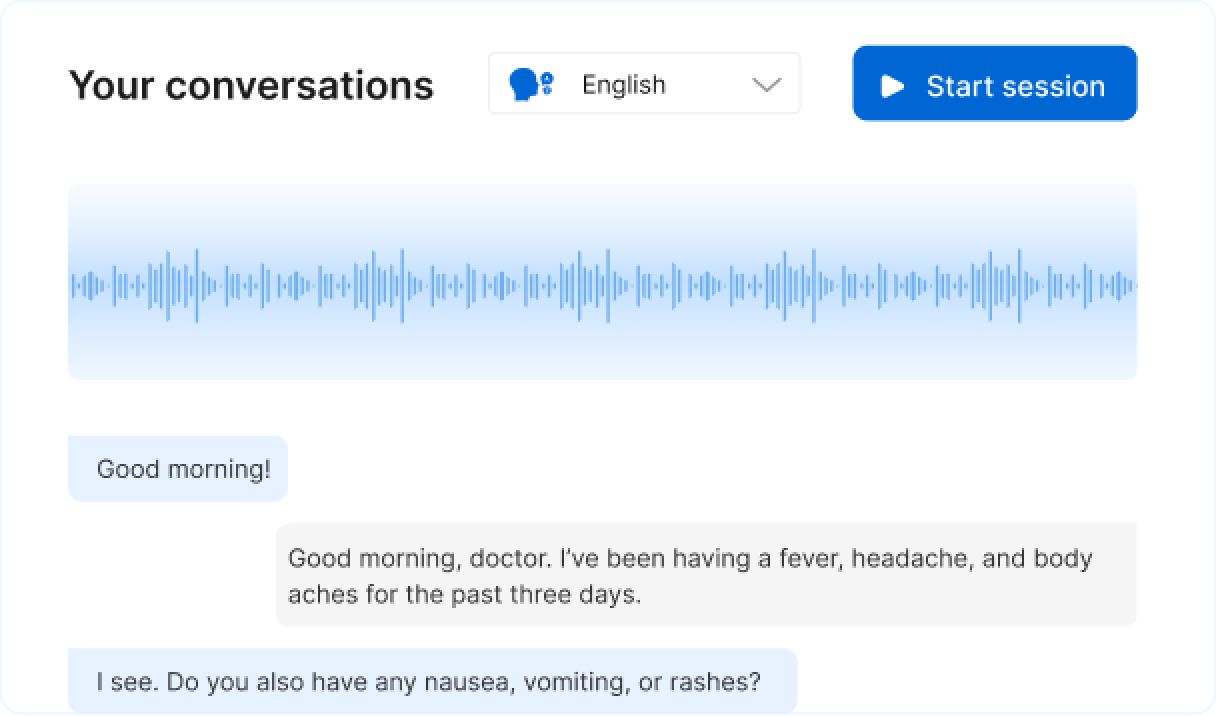 Your conversations
English
Start session
Good morning!
Good morning, doctor. I've been having a fever, headache, and body
aches for the past three days.
I see. Do you also have any nausea, vomiting, or rashes?